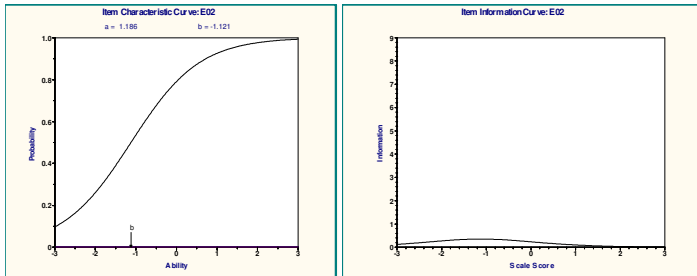 Item Characteristic Curve: E02
a = 1.186 b = -1.121
1.0
0.8
0.6
0.4
0.2
0
Probability
b
-3 -2 -1 0 1 2 3
Ability
Item Information Curve: E02
9
8
7
6
5
4
3
2
1
0
Information
-3 -2 -1 0 1 2 3
Scale Score